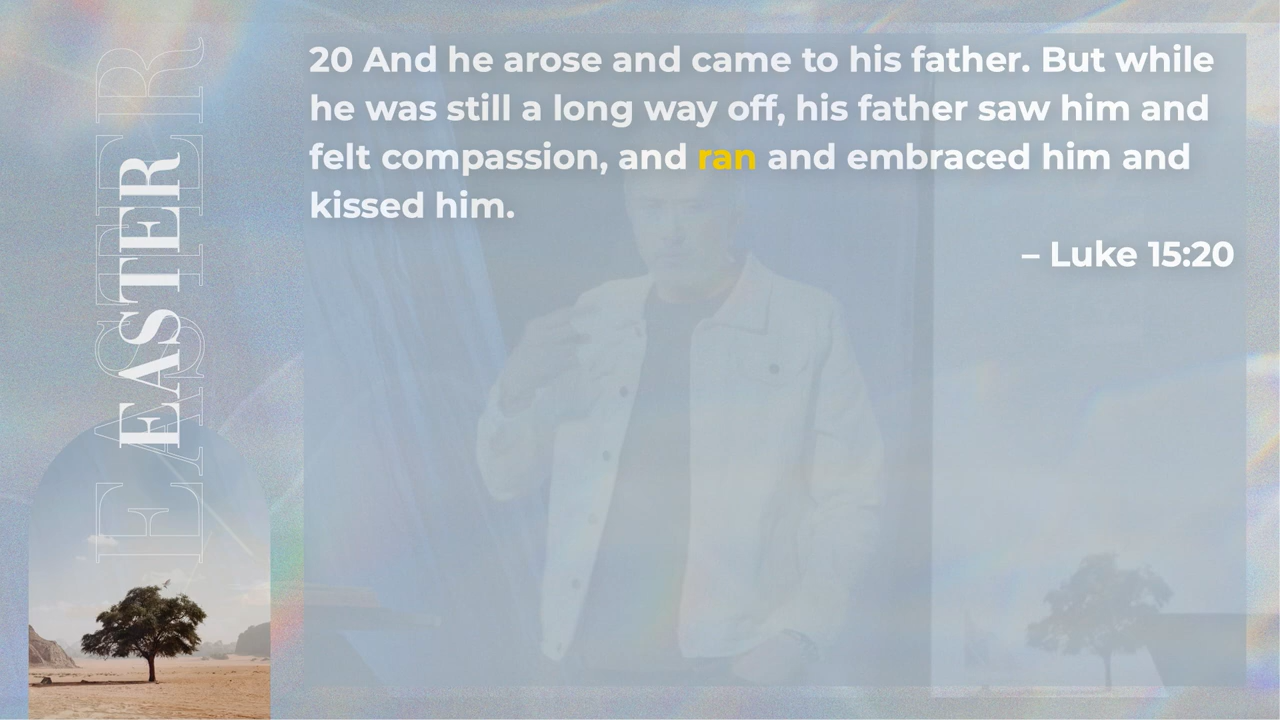 EASTER
EASTER
20 And he arose and came to his father. But while
he was still a long way off, his father saw him and
felt compassion, and ran and embraced him and
kissed him.
– Luke 15:20